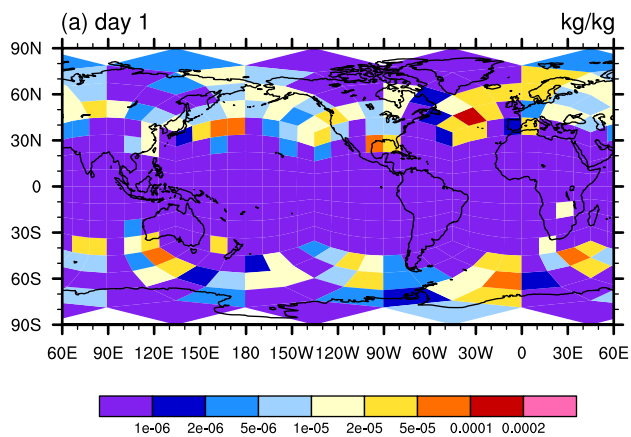 (a) day 1 kg/kg
90N
60N
30N
0
30S
60S
90S
60E 90E 120E 150E 180 150W 120W 90W 60W 30W 0 30E 60E
1e-06 2e-06 5e-06 1e-05 2e-05 5e-05 0.0001 0.0002